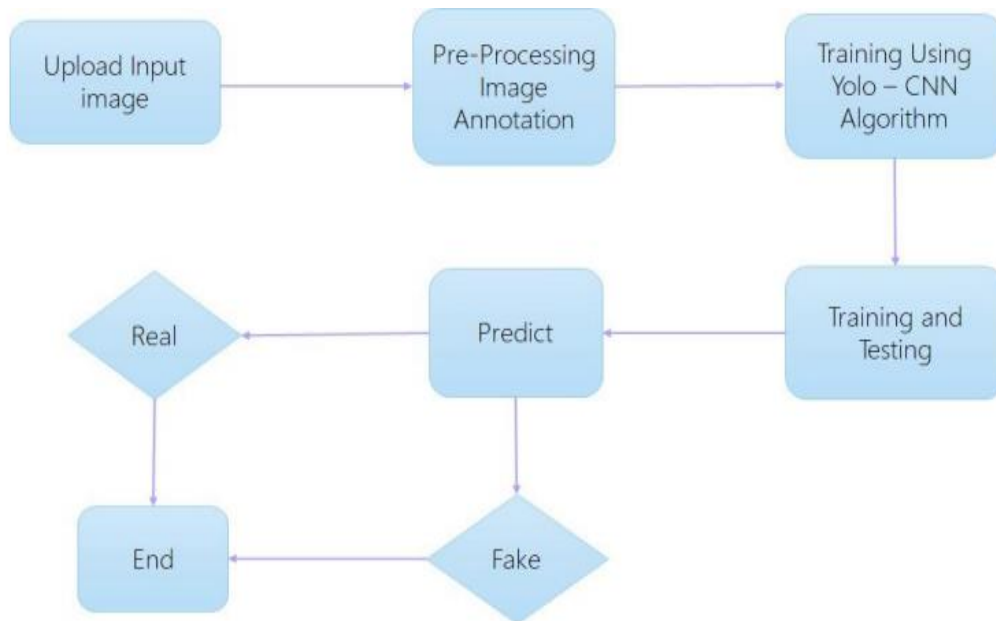 Upload Input
image
Pre-Processing
Image
Annotation
Training Using
Yolo – CNN
Algorithm
Training and
Testing
Predict
Real
Fake
End